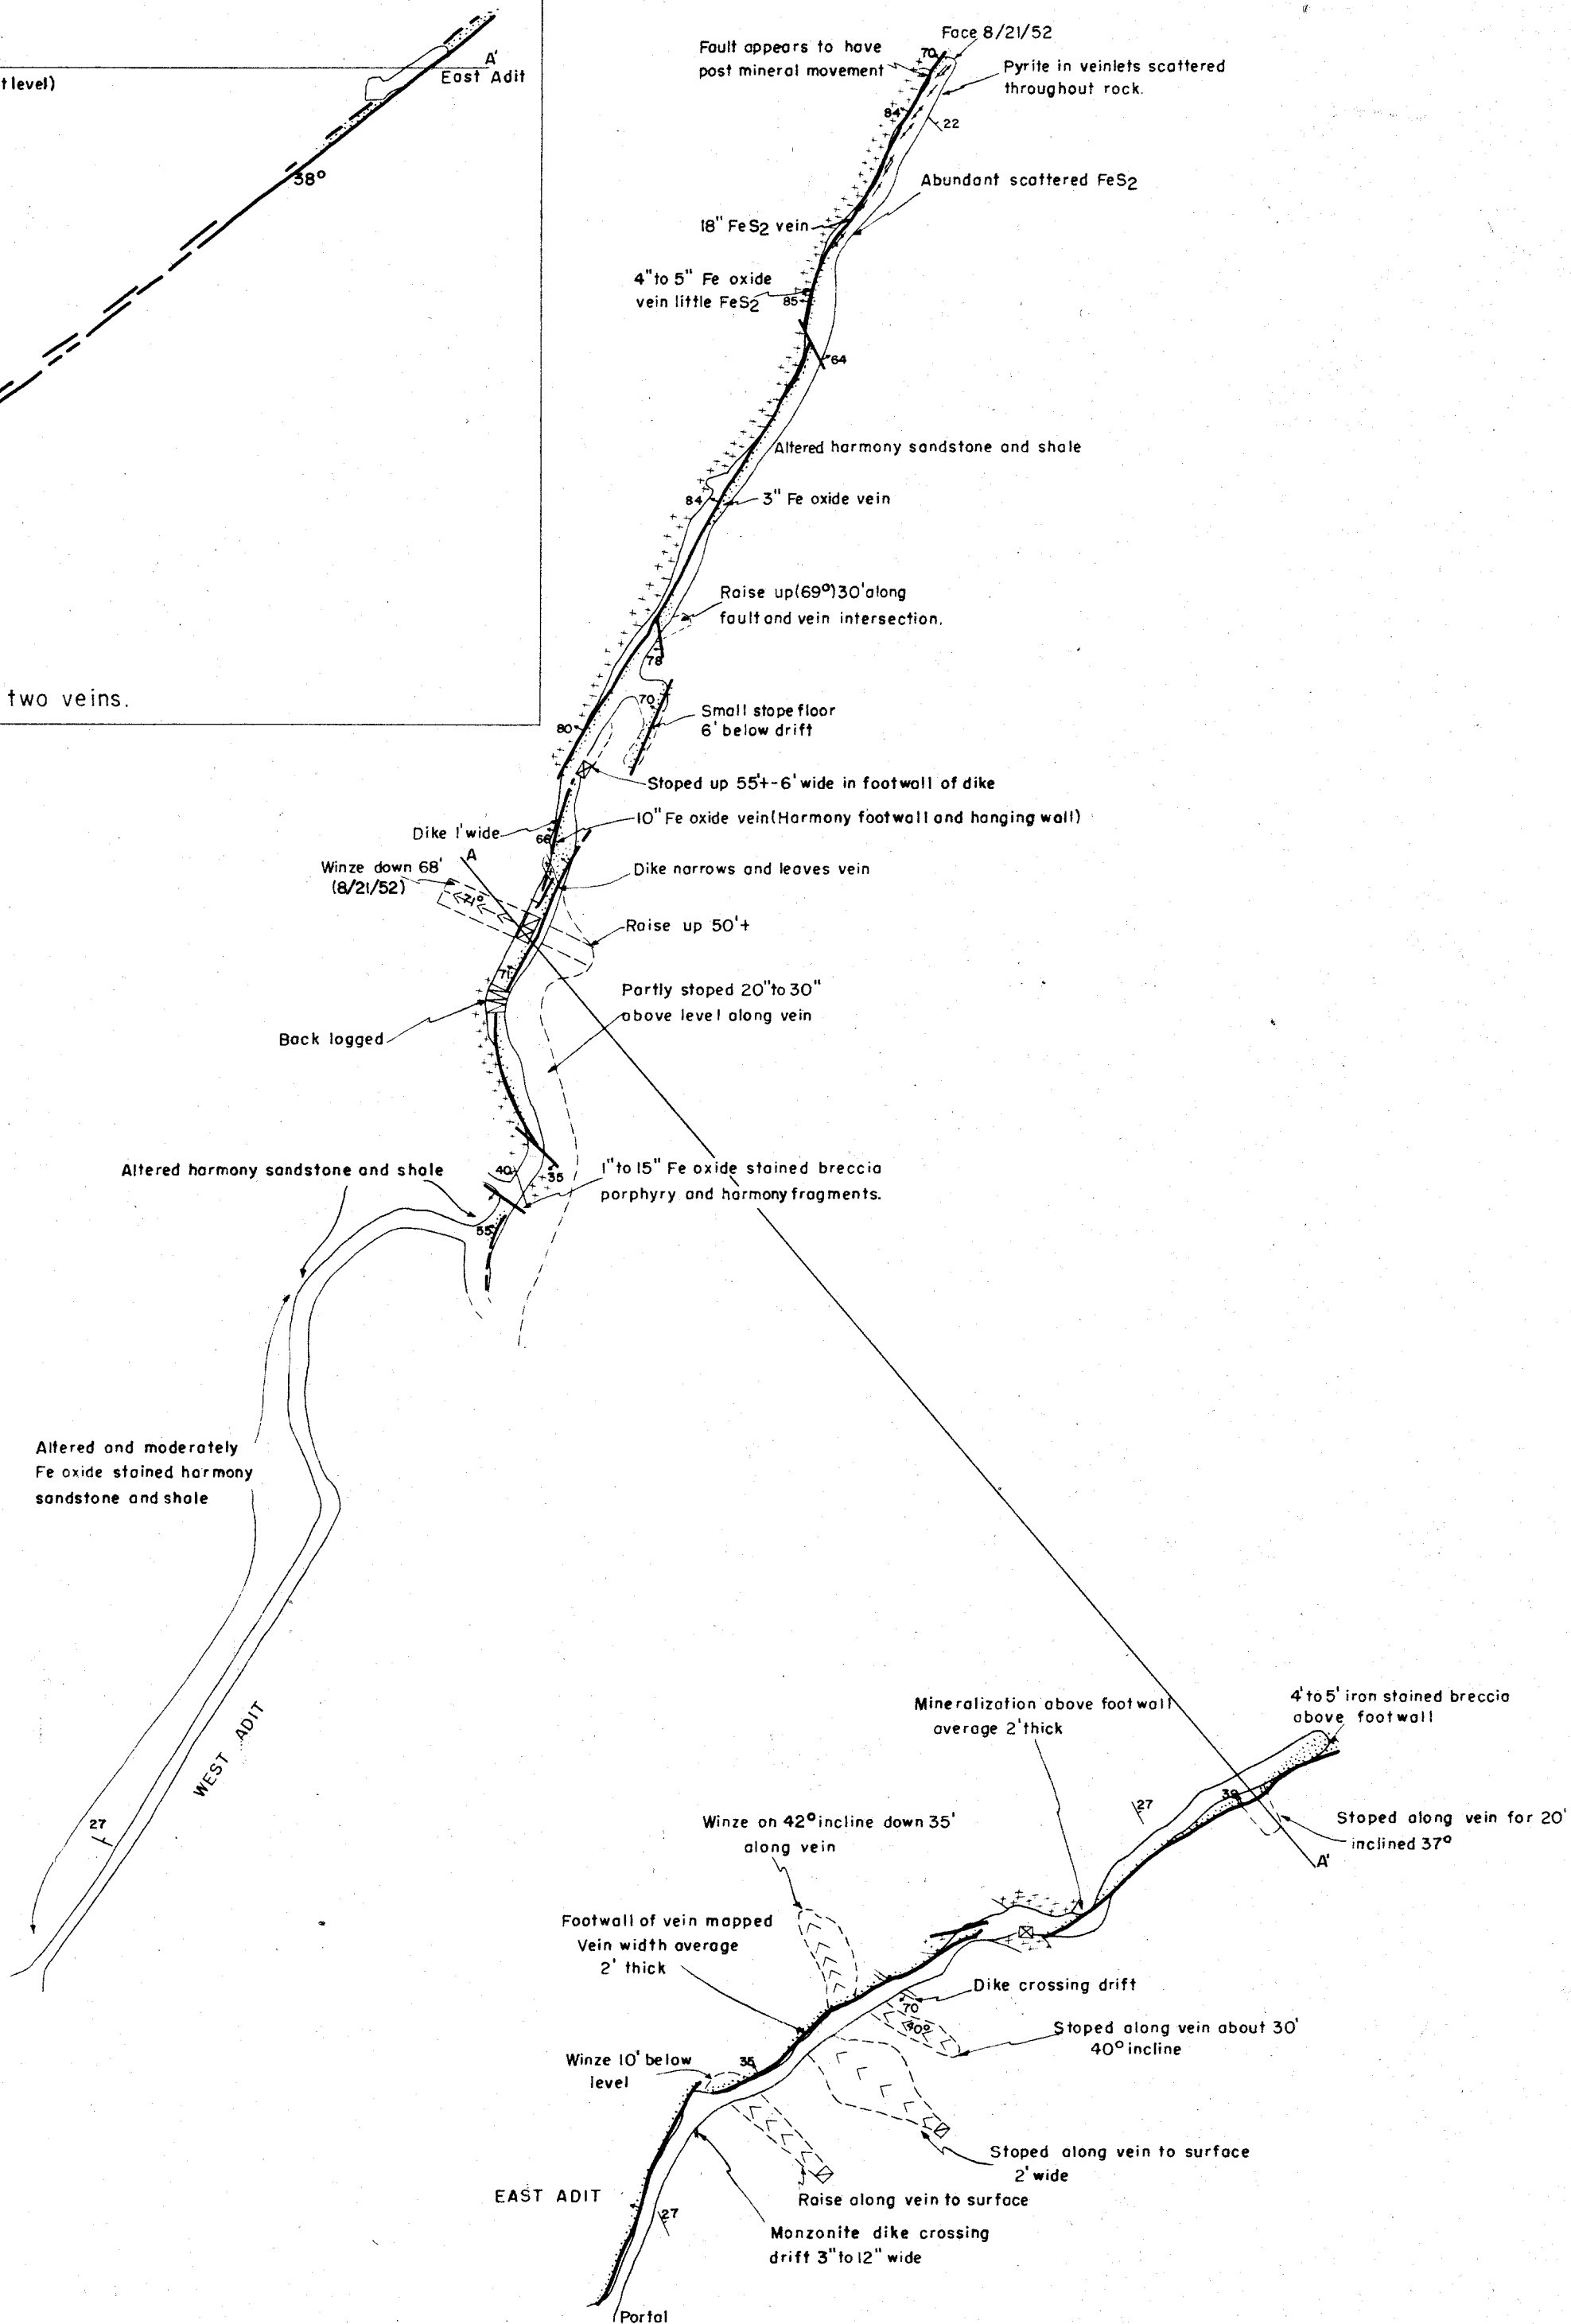 A'
East Adit
t level)
38°
two veins.
Face 8/21/52
Fault appears to have
post mineral movement
70
Pyrite in veinlets scattered
throughout rock.
84
22
Abundant scattered FeS2
18" FeS2 vein
4" to 5" Fe oxide
vein little FeS2
85
64
Altered harmony sandstone and shale
84
3" Fe oxide vein
Raise up(69°)30' along
fault and vein intersection.
78
70
Small stope floor
6' below drift
80
Stoped up 55'+-6' wide in footwall of dike
10" Fe oxide vein(Harmony footwall and hanging wall)
Dike 1' wide
66
A
Winze down 68'
(8/21/52)
71°
Dike narrows and leaves vein
Raise up 50'+
71
Partly stoped 20" to 30"
above level along vein
Back logged
Altered harmony sandstone and shale
40
35
1" to 15" Fe oxide stained breccia
porphyry and harmony fragments.
55
Altered and moderately
Fe oxide stained harmony
sandstone and shale
WEST ADIT
27
Mineralization above footwall
average 2' thick
4' to 5' iron stained breccia
above footwall
39
27
Stoped along vein for 20'
inclined 37°
A'
Winze on 42° incline down 35'
along vein
Footwall of vein mapped
Vein width average
2' thick
Dike crossing drift
70
40°
Stoped along vein about 30'
40° incline
Winze 10' below
level
35
Stoped along vein to surface
2' wide
EAST ADIT
Raise along vein to surface
27
Monzonite dike crossing
drift 3" to 12" wide
Portal